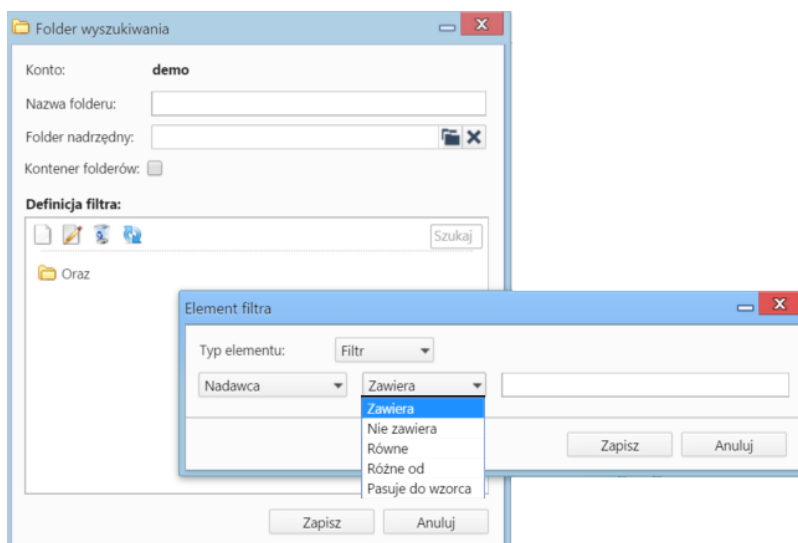 Folder wyszukiwania
Konto: demo
Nazwa folderu:
Folder nadrzędny:
Kontener folderów:
Definicja filtra:
Szukaj
Oraz
Element filtra
Typ elementu: Filtr
Nadawca Zawiera
Zawiera
Nie zawiera
Równe
Różne od
Pasuje do wzorca
Zapisz Anuluj
Zapisz Anuluj